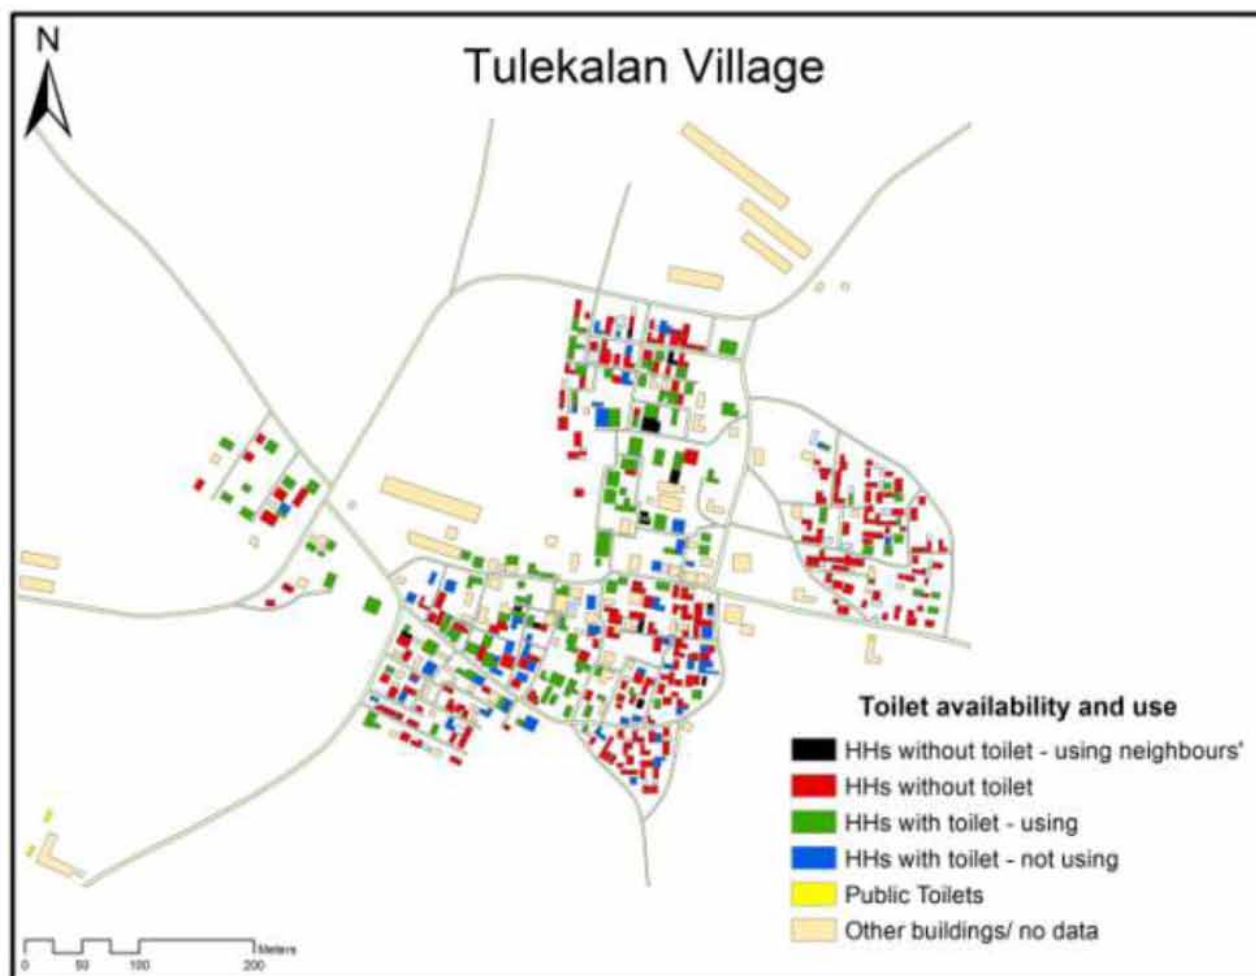 N
Tulekalan Village
Toilet availability and use
HHs without toilet - using neighbours'
HHs without toilet
HHs with toilet - using
HHs with toilet - not using
Public Toilets
Other buildings/ no data
Meters
0 50 100 200